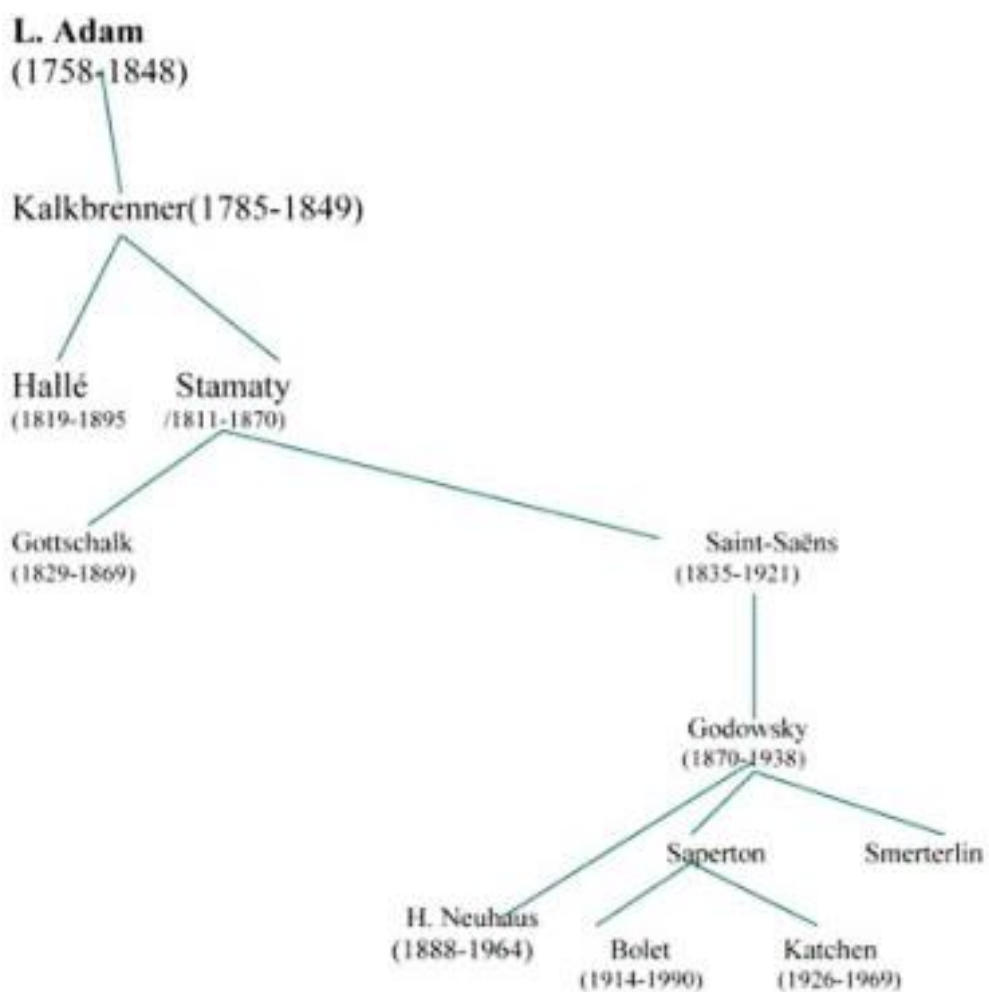 L. Adam
(1758-1848)
Kalkbrenner(1785-1849)
Hallé Stamaty
(1819-1895 /1811-1870)
Gottschalk Saint-Saëns
(1829-1869) (1835-1921)
Godowsky
(1870-1938)
Saperton Smerterlin
H. Neuhaus
(1888-1964)
Bolet Katchen
(1914-1990) (1926-1969)